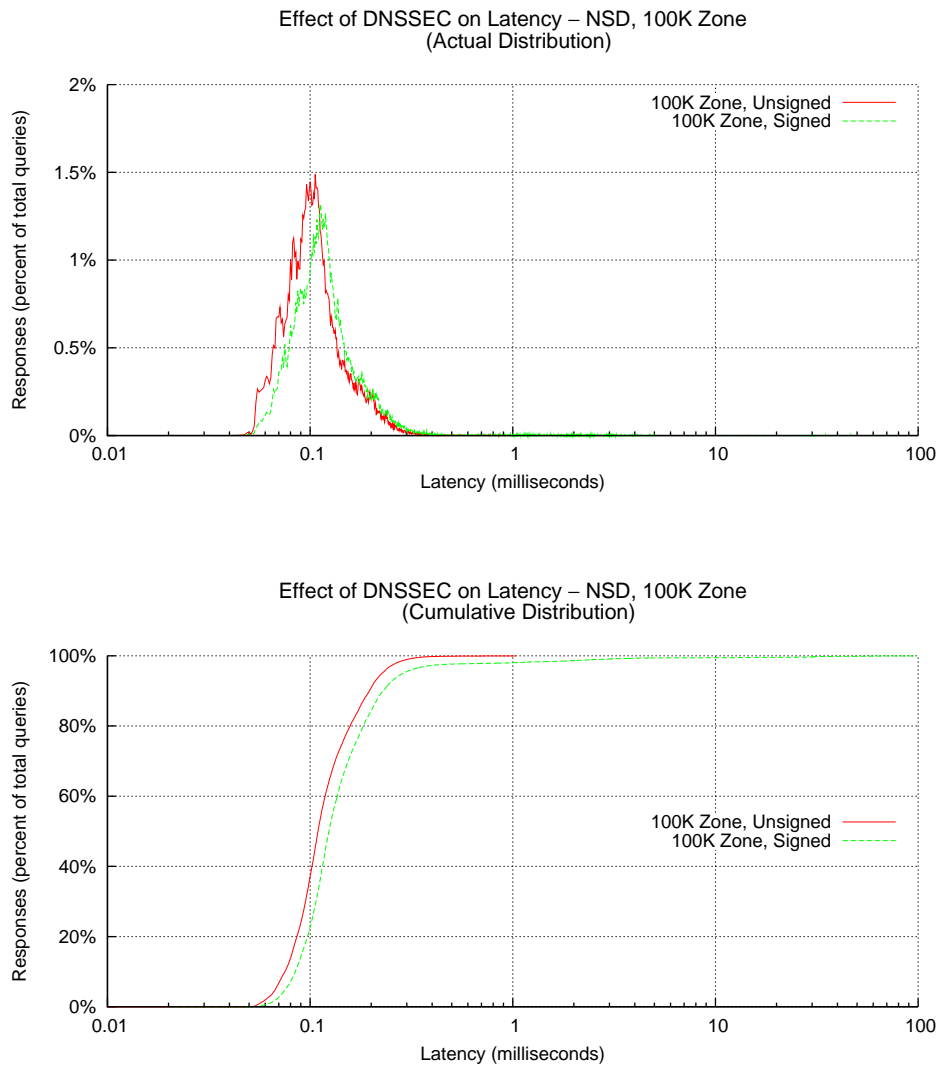 Effect of DNSSEC on Latency – NSD, 100K Zone
(Actual Distribution)
2%
1.5%
1%
0.5%
0%
Responses (percent of total queries)
100K Zone, Unsigned
100K Zone, Signed
0.01
0.1
1
10
100
Latency (milliseconds)
Effect of DNSSEC on Latency – NSD, 100K Zone
(Cumulative Distribution)
100%
80%
60%
40%
20%
0%
Responses (percent of total queries)
100K Zone, Unsigned
100K Zone, Signed
0.01
0.1
1
10
100
Latency (milliseconds)